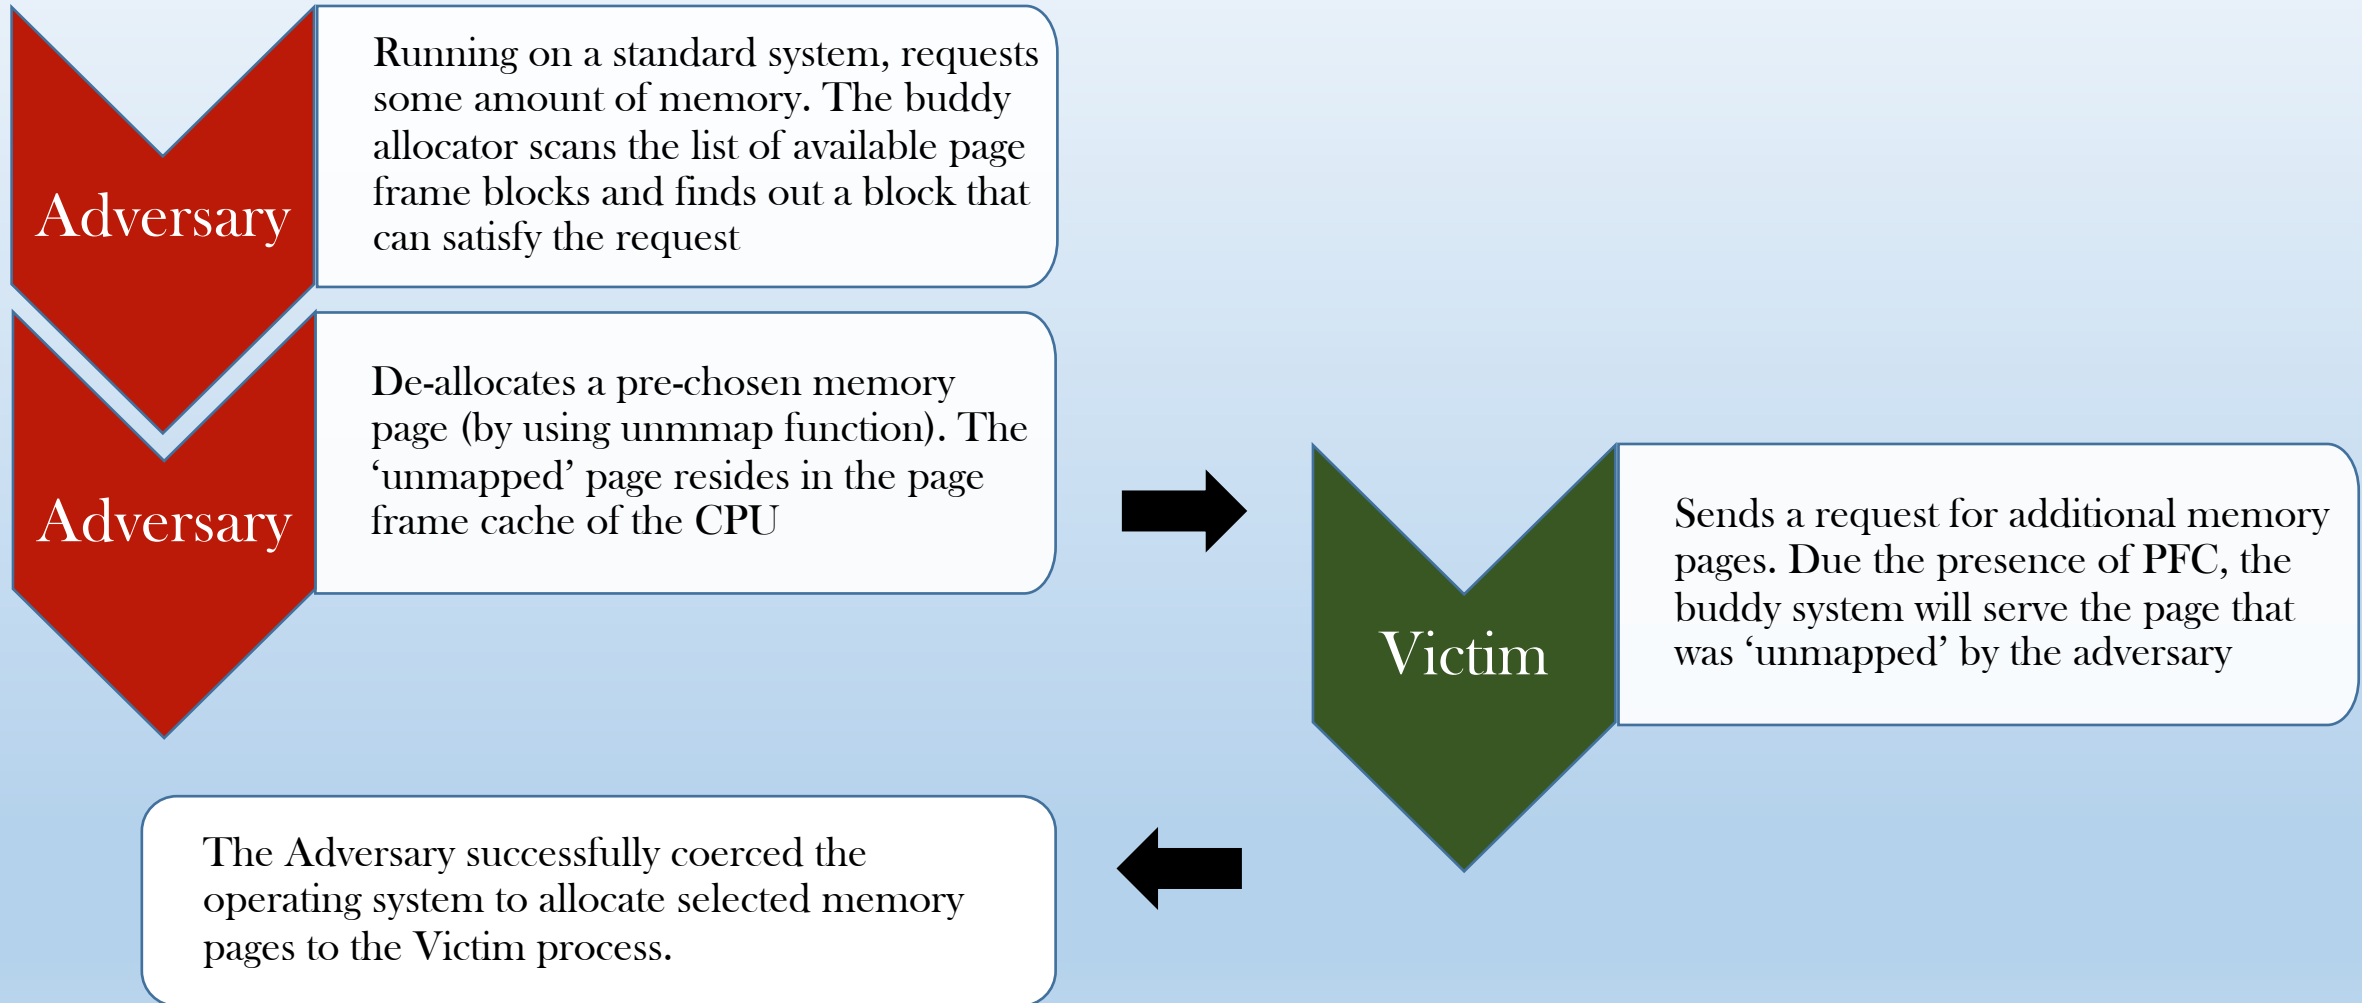 Adversary
Running on a standard system, requests
some amount of memory. The buddy
allocator scans the list of available page
frame blocks and finds out a block that
can satisfy the request
Adversary
De-allocates a pre-chosen memory
page (by using unmmap function). The
‘unmapped’ page resides in the page
frame cache of the CPU
Victim
Sends a request for additional memory
pages. Due the presence of PFC, the
buddy system will serve the page that
was ‘unmapped’ by the adversary
The Adversary successfully coerced the
operating system to allocate selected memory
pages to the Victim process.